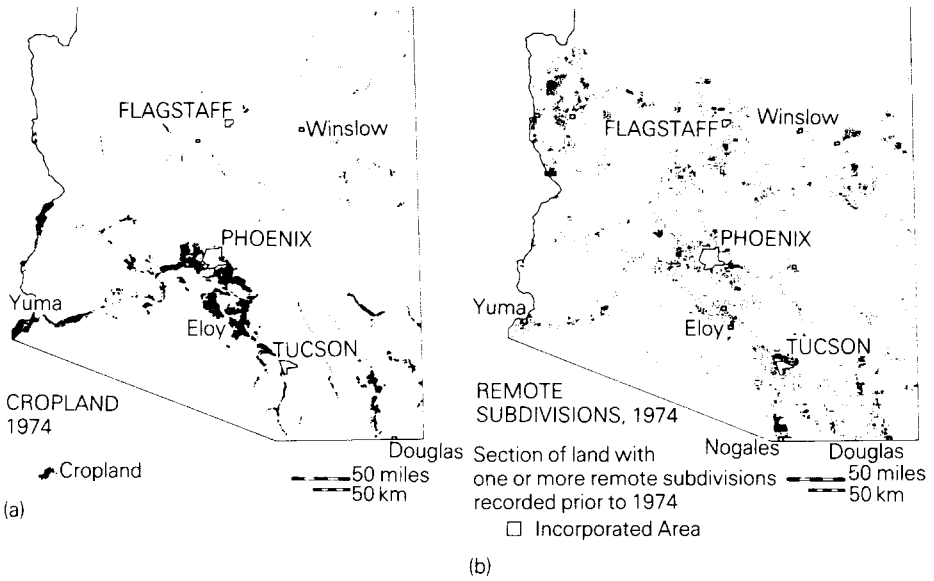 FLAGSTAFF
Winslow
PHOENIX
Yuma
Eloy
TUCSON
CROPLAND
1974
Douglas
Cropland
50 miles
50 km
(a)
FLAGSTAFF
Winslow
PHOENIX
Yuma
Eloy
TUCSON
REMOTE
SUBDIVISIONS, 1974
Nogales
Douglas
Section of land with
one or more remote subdivisions
recorded prior to 1974
50 miles
50 km
Incorporated Area
(b)